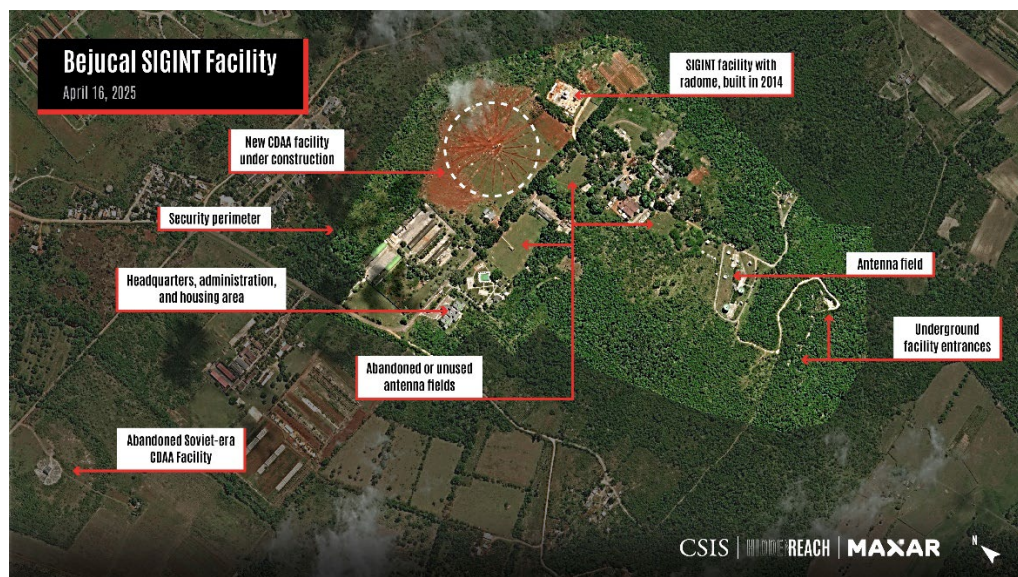 Bejucal SIGINT Facility
April 16, 2025
SIGINT facility with
radome, built in 2014
New CDAA facility
under construction
Security perimeter
Antenna field
Headquarters, administration,
and housing area
Underground
facility entrances
Abandoned or unused
antenna fields
Abandoned Soviet-era
CDAA Facility
CSIS | HIDDEN REACH | MAXAR
N